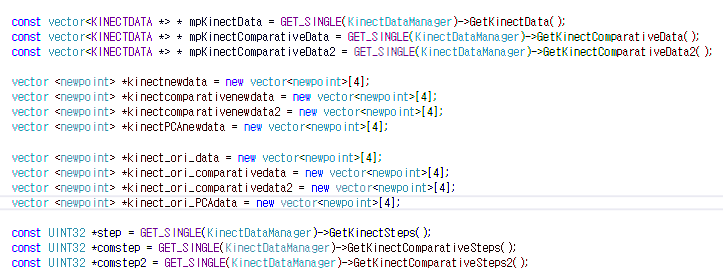 const vector<KINECTDATA *> * mpKinectData = GET_SINGLE(KinectDataManager)->GetKinectData();
const vector<KINECTDATA *> * mpKinectComparativeData = GET_SINGLE(KinectDataManager)->GetKinectComparativeData();
const vector<KINECTDATA *> * mpKinectComparativeData2 = GET_SINGLE(KinectDataManager)->GetKinectComparativeData2();
vector <newpoint> *kinectnewdata = new vector<newpoint>[4];
vector <newpoint> *kinectcomparativenewdata = new vector<newpoint>[4];
vector <newpoint> *kinectcomparativenewdata2 = new vector<newpoint>[4];
vector <newpoint> *kinectPCAnewdata = new vector<newpoint>[4];
vector <newpoint> *kinect_ori_data = new vector<newpoint>[4];
vector <newpoint> *kinect_ori_comparativedata = new vector<newpoint>[4];
vector <newpoint> *kinect_ori_comparativedata2 = new vector<newpoint>[4];
vector <newpoint> *kinect_ori_PCAdata = new vector<newpoint>[4];
const UINT32 *step = GET_SINGLE(KinectDataManager)->GetKinectSteps();
const UINT32 *comstep = GET_SINGLE(KinectDataManager)->GetKinectComparativeSteps();
const UINT32 *comstep2 = GET_SINGLE(KinectDataManager)->GetKinectComparativeSteps2();